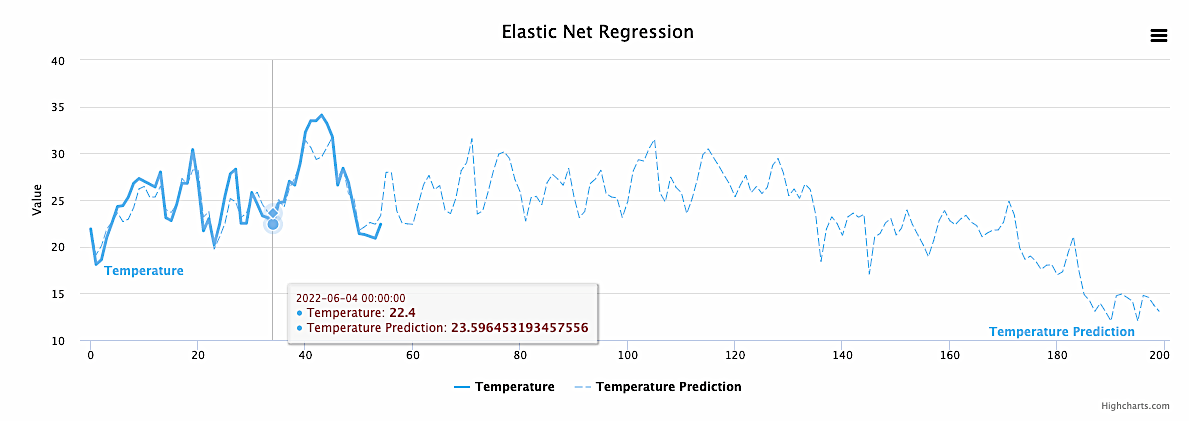 Elastic Net Regression
40
35
30
25
20
15
10
Value
Temperature
2022-06-04 00:00:00
● Temperature: 22.4
● Temperature Prediction: 23.596453193457556
Temperature Prediction
0 20 40 60 80 100 120 140 160 180 200
Temperature Temperature Prediction
Highcharts.com